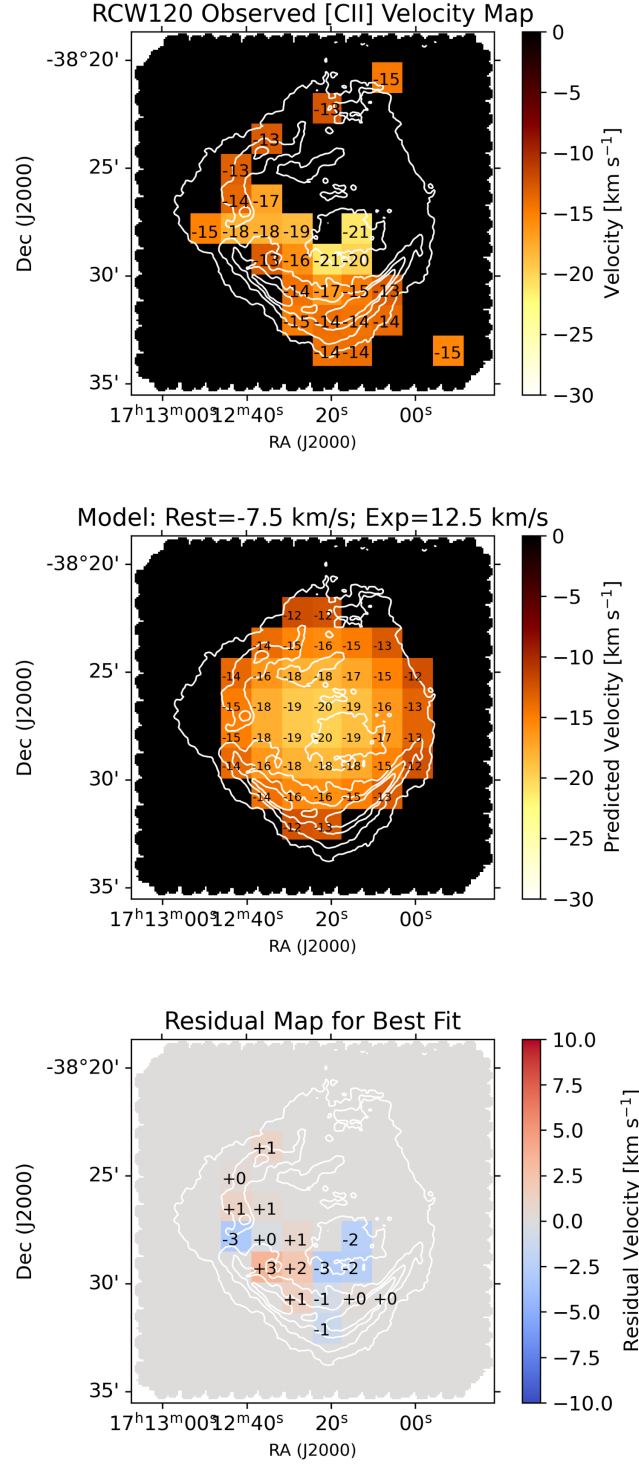 RCW120 Observed [CII] Velocity Map
-38°20'
25'
30'
35'
Dec (J2000)
-15
-13
-13
-13
-14 -17
-15 -18 -18 -19 -21
-13 -16 -21 -20
-14 -17 -15 -13
-15 -14 -14 -14
-14 -14
-15
17h13m00s 12m40s 20s 00s
RA (J2000)
0
−5
−10
−15
−20
−25
−30
Velocity [km s⁻¹]
Model: Rest=-7.5 km/s; Exp=12.5 km/s
-38°20'
25'
30'
35'
Dec (J2000)
-12 -12
-14 -15 -16 -15 -13
-14 -16 -18 -18 -17 -15 -12
-15 -18 -19 -20 -19 -16 -13
-15 -18 -19 -20 -19 -17 -13
-14 -16 -18 -18 -18 -15 -12
-14 -16 -16 -15 -13
-12 -13
17h13m00s 12m40s 20s 00s
RA (J2000)
0
−5
−10
−15
−20
−25
−30
Predicted Velocity [km s⁻¹]
Residual Map for Best Fit
-38°20'
25'
30'
35'
Dec (J2000)
+1
+0
+1 +1
-3 +0 +1 -2
+3 +2 -3 -2
+1 -1 +0 +0
-1
17h13m00s 12m40s 20s 00s
RA (J2000)
10.0
7.5
5.0
2.5
0.0
−2.5
−5.0
−7.5
−10.0
Residual Velocity [km s⁻¹]